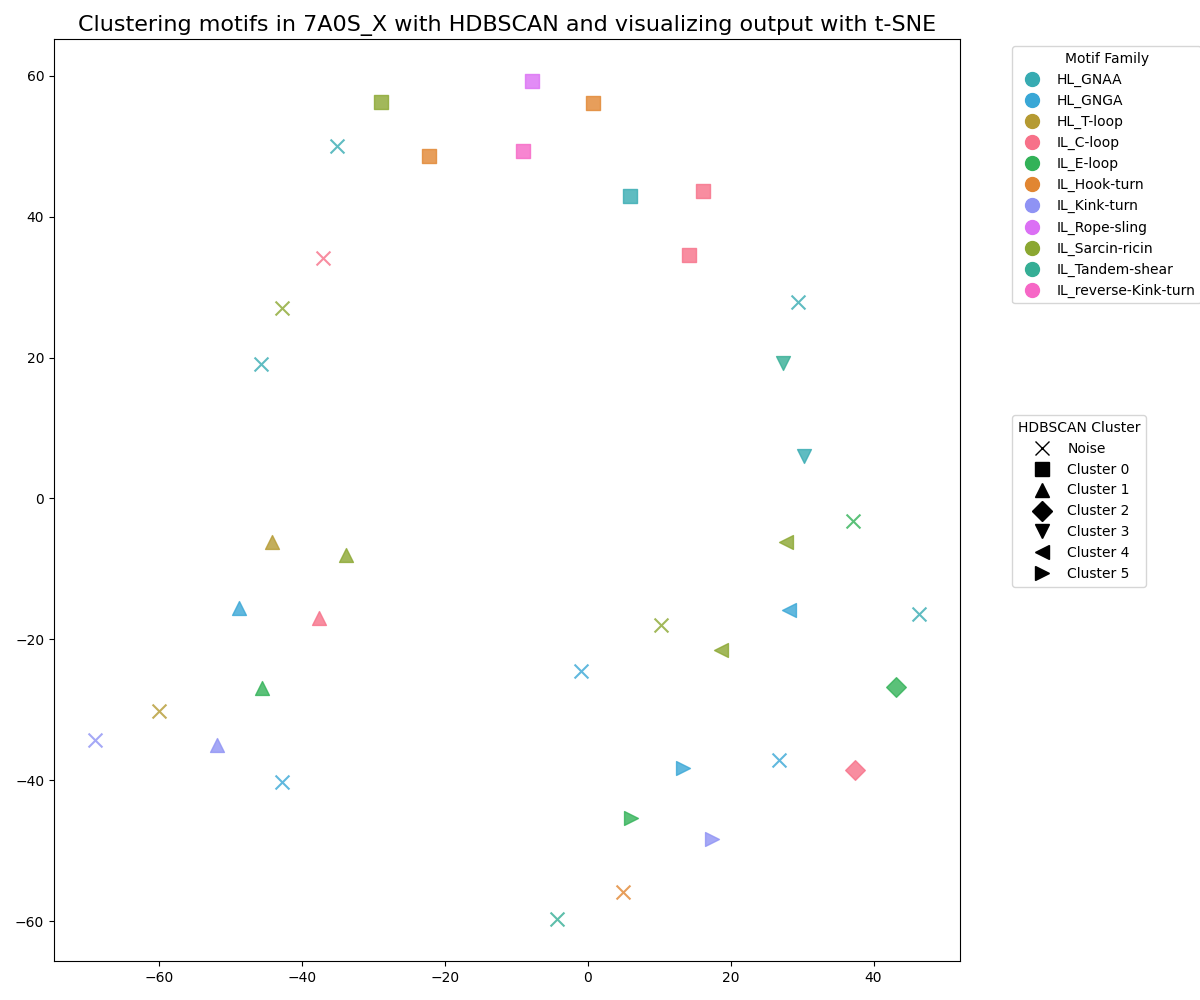 Clustering motifs in 7A0S_X with HDBSCAN and visualizing output with t-SNE
60
40
20
0
−20
−40
−60
−60
−40
−20
0
20
40
Motif Family
HL_GNAA
HL_GNGA
HL_T-loop
IL_C-loop
IL_E-loop
IL_Hook-turn
IL_Kink-turn
IL_Rope-sling
IL_Sarcin-ricin
IL_Tandem-shear
IL_reverse-Kink-turn
HDBSCAN Cluster
Noise
Cluster 0
Cluster 1
Cluster 2
Cluster 3
Cluster 4
Cluster 5